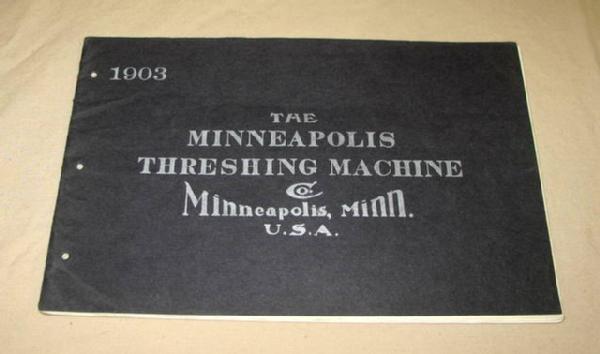 1903
THE
MINNEAPOLIS
THRESHING MACHINE
Co.
Minneapolis, Minn.
U.S.A.